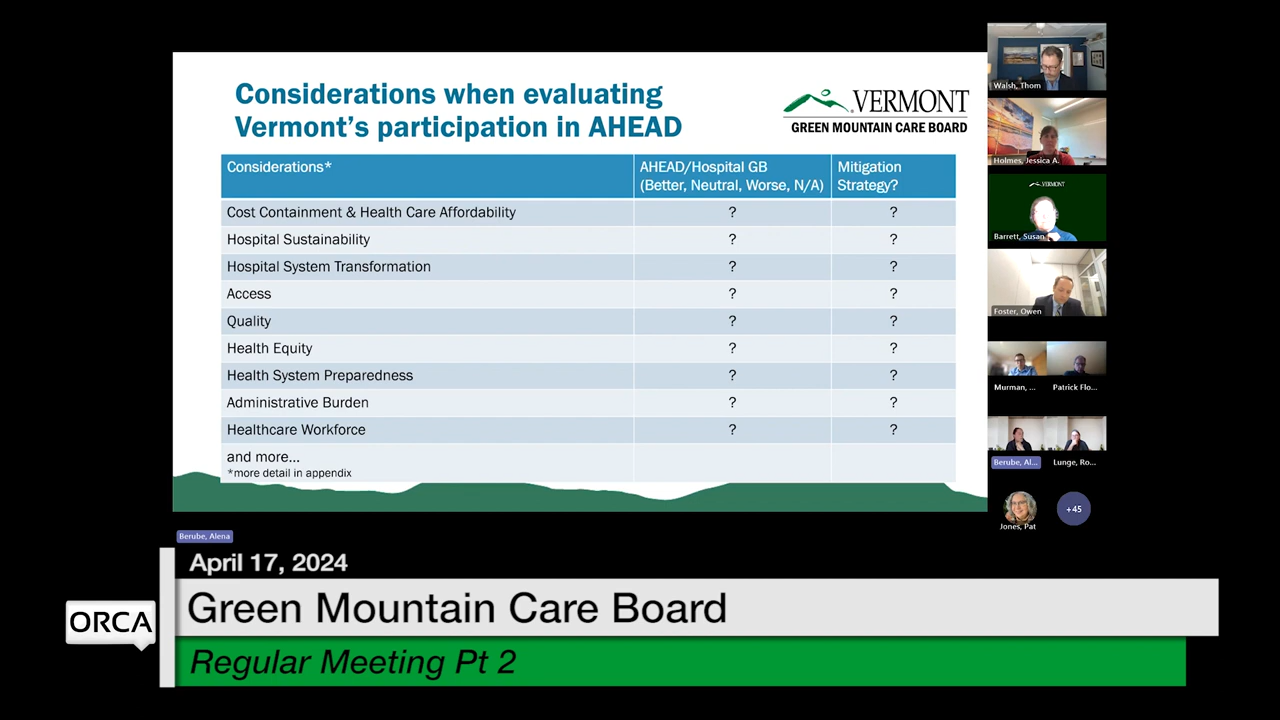 Considerations when evaluating
Vermont's participation in AHEAD
VERMONT
GREEN MOUNTAIN CARE BOARD
Considerations*
AHEAD/Hospital GB
(Better, Neutral, Worse, N/A)
Mitigation
Strategy?
Cost Containment & Health Care Affordability ? ?
Hospital Sustainability ? ?
Hospital System Transformation ? ?
Access ? ?
Quality ? ?
Health Equity ? ?
Health System Preparedness ? ?
Administrative Burden ? ?
Healthcare Workforce ? ?
and more...
*more detail in appendix
Walsh, Thom
Holmes, Jessica A.
VERMONT
Barrett, Susan
Foster, Owen
Murman, ...
Patrick Flo...
Berube, Al...
Lunge, Ro...
Jones, Pat
+45
Berube, Alena
April 17, 2024
ORCA
Green Mountain Care Board
Regular Meeting Pt 2